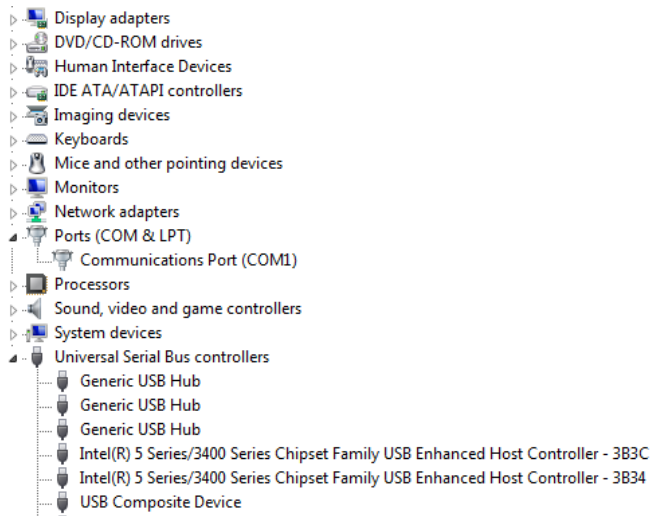 Display adapters
DVD/CD-ROM drives
Human Interface Devices
IDE ATA/ATAPI controllers
Imaging devices
Keyboards
Mice and other pointing devices
Monitors
Network adapters
Ports (COM & LPT)
Communications Port (COM1)
Processors
Sound, video and game controllers
System devices
Universal Serial Bus controllers
Generic USB Hub
Generic USB Hub
Generic USB Hub
Intel(R) 5 Series/3400 Series Chipset Family USB Enhanced Host Controller - 3B3C
Intel(R) 5 Series/3400 Series Chipset Family USB Enhanced Host Controller - 3B34
USB Composite Device